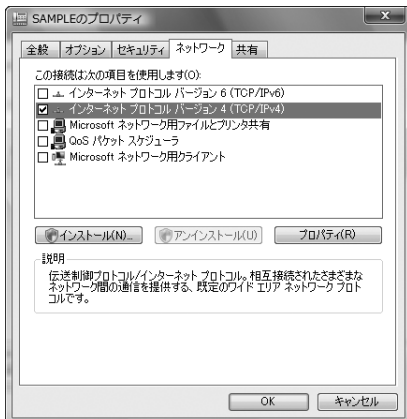 SAMPLEのプロパティ
全般 オプション セキュリティ ネットワーク 共有
この接続は次の項目を使用します(O):
インターネット プロトコル バージョン 6 (TCP/IPv6)
インターネット プロトコル バージョン 4 (TCP/IPv4)
Microsoft ネットワーク用ファイルとプリンタ共有
QoS パケット スケジューラ
Microsoft ネットワーク用クライアント
インストール(N)... アンインストール(U) プロパティ(R)
説明
伝送制御プロトコル/インターネット プロトコル。相互接続されたさまざまな
ネットワーク間の通信を提供する、既定のワイド エリア ネットワーク プロト
コルです。
OK キャンセル